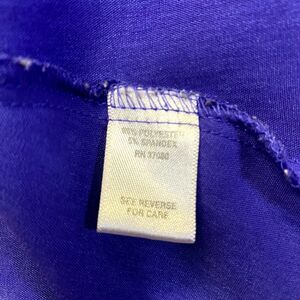 95% POLYESTER
5% SPANDEX
RN 37080
SEE REVERSE
FOR CARE